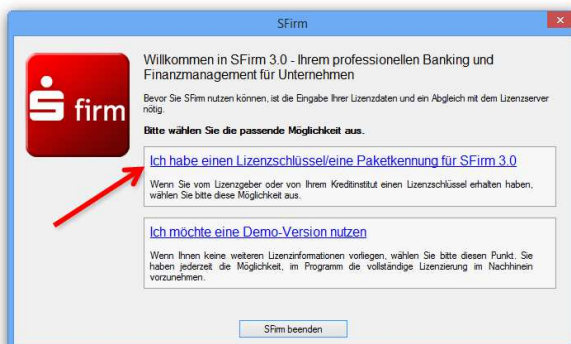 SFirm
Willkommen in SFirm 3.0 - Ihrem professionellen Banking und
Finanzmanagement für Unternehmen
firm
Bevor Sie SFirm nutzen können, ist die Eingabe Ihrer Lizenzdaten und ein Abgleich mit dem Lizenzserver
nötig.
Bitte wählen Sie die passende Möglichkeit aus.
Ich habe einen Lizenzschlüssel/eine Paketkennung für SFirm 3.0
Wenn Sie vom Lizenzgeber oder von Ihrem Kreditinstitut einen Lizenzschlüssel erhalten haben,
wählen Sie bitte diese Möglichkeit aus.
Ich möchte eine Demo-Version nutzen
Wenn Ihnen keine weiteren Lizenzinformationen vorliegen, wählen Sie bitte diesen Punkt. Sie
haben jederzeit die Möglichkeit, im Programm die vollständige Lizenzierung im Nachhinein
vorzunehmen.
SFirm beenden